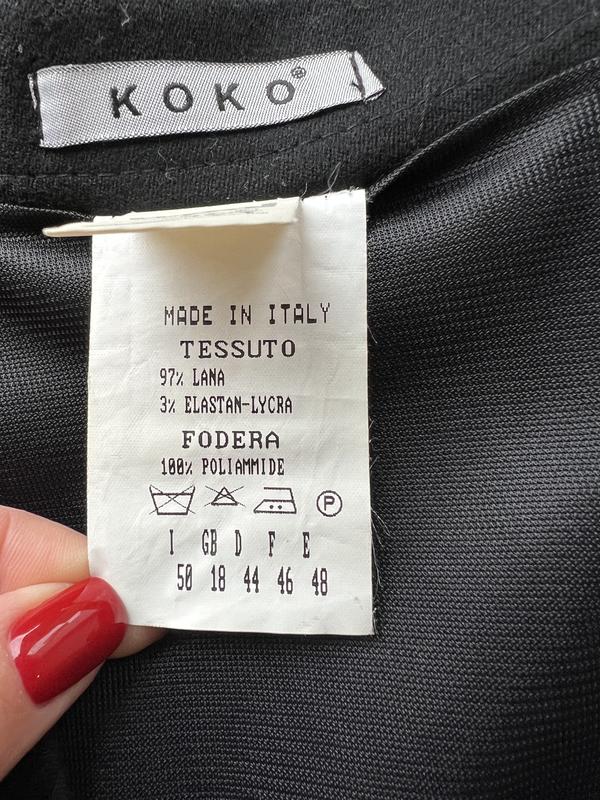 KOKO®
MADE IN ITALY
TESSUTO
97% LANA
3% ELASTAN-LYCRA
FODERA
100% POLIAMMIDE
P
I GB D F E
50 18 44 46 48